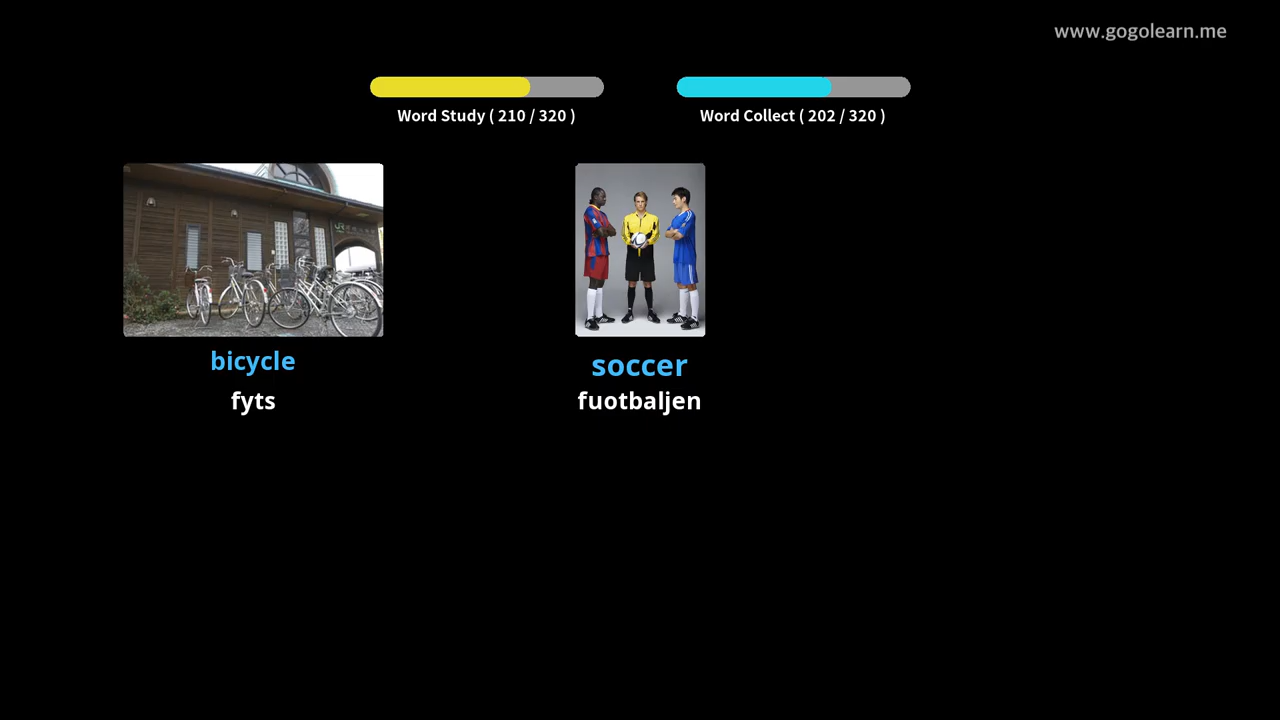 www.gogolearn.me
Word Study ( 210 / 320 )
Word Collect ( 202 / 320 )
bicycle
fyts
soccer
fuotbaljen